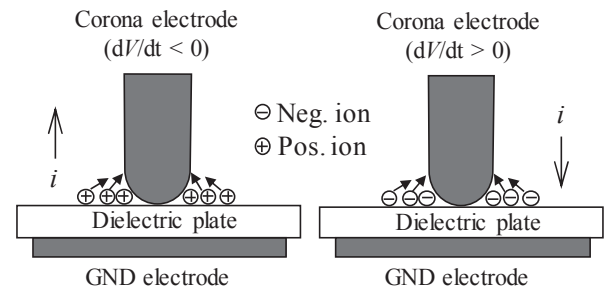 Corona electrode
(dV/dt < 0)
i
Dielectric plate
GND electrode
⊖ Neg. ion
⊕ Pos. ion
Corona electrode
(dV/dt > 0)
i
Dielectric plate
GND electrode